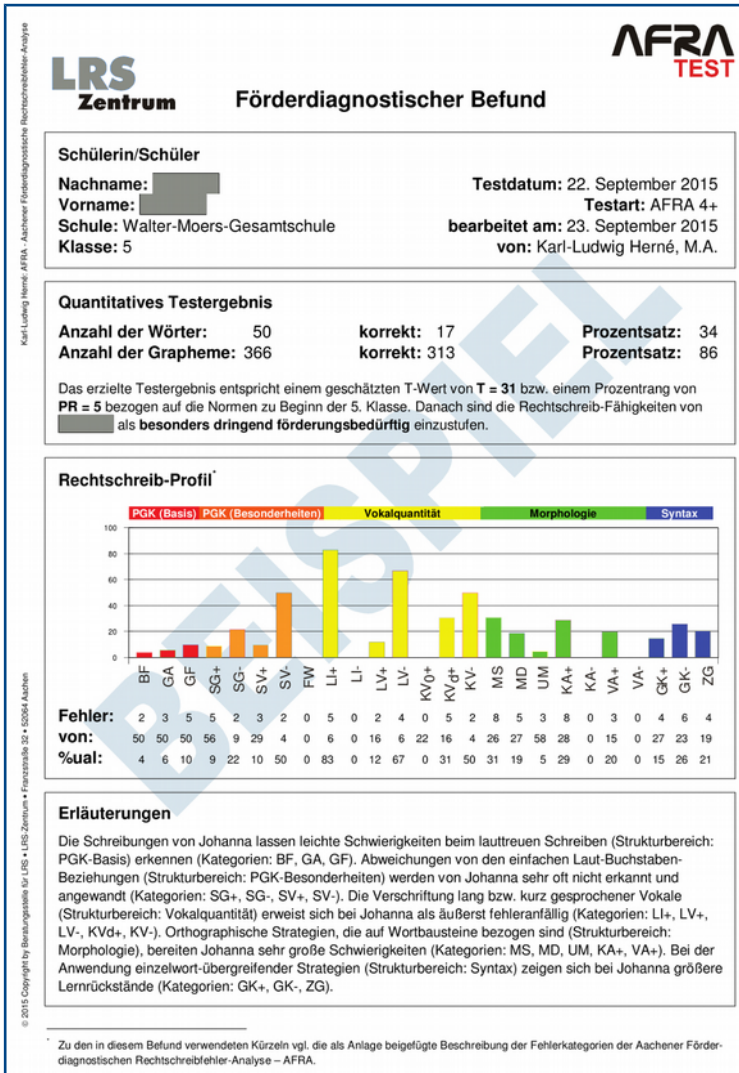 AFRA
TEST
LRS
Zentrum
Förderdiagnostischer Befund
Karl-Ludwig Herné: AFRA - Aachener Förderdiagnostische Rechtschreibfehler-Analyse
Schülerin/Schüler
Nachname:
Vorname:
Schule: Walter-Moers-Gesamtschule
Klasse: 5
Testdatum: 22. September 2015
Testart: AFRA 4+
bearbeitet am: 23. September 2015
von: Karl-Ludwig Herné, M.A.
Quantitatives Testergebnis
Anzahl der Wörter: 50 korrekt: 17 Prozentsatz: 34
Anzahl der Grapheme: 366 korrekt: 313 Prozentsatz: 86
Das erzielte Testergebnis entspricht einem geschätzten T-Wert von T = 31 bzw. einem Prozentrang von
PR = 5 bezogen auf die Normen zu Beginn der 5. Klasse. Danach sind die Rechtschreib-Fähigkeiten von
als besonders dringend förderungsbedürftig einzustufen.
BEISPIEL
Rechtschreib-Profil*
PGK (Basis) PGK (Besonderheiten) Vokalquantität Morphologie Syntax
100
80
60
40
20
0
BF GA GF SG+ SG- SV+ SV- FW LI+ LI- LV+ LV- KV0+ KVd+ KV- MS MD UM KA+ KA- VA+ VA- GK+ GK- ZG
Fehler: 2 3 5 5 2 3 2 0 5 0 2 4 0 5 2 8 5 3 8 0 3 0 4 6 4
von: 50 50 50 56 9 29 4 0 6 0 16 6 22 16 4 26 27 58 28 0 15 0 27 23 19
%ual: 4 6 10 9 22 10 50 0 83 0 12 67 0 31 50 31 19 5 29 0 20 0 15 26 21
Erläuterungen
Die Schreibungen von Johanna lassen leichte Schwierigkeiten beim lauttreuen Schreiben (Strukturbereich:
PGK-Basis) erkennen (Kategorien: BF, GA, GF). Abweichungen von den einfachen Laut-Buchstaben-
Beziehungen (Strukturbereich: PGK-Besonderheiten) werden von Johanna sehr oft nicht erkannt und
angewandt (Kategorien: SG+, SG-, SV+, SV-). Die Verschriftung lang bzw. kurz gesprochener Vokale
(Strukturbereich: Vokalquantität) erweist sich bei Johanna als äußerst fehleranfällig (Kategorien: LI+, LV+,
LV-, KVd+, KV-). Orthographische Strategien, die auf Wortbausteine bezogen sind (Strukturbereich:
Morphologie), bereiten Johanna sehr große Schwierigkeiten (Kategorien: MS, MD, UM, KA+, VA+). Bei der
Anwendung einzelwort-übergreifender Strategien (Strukturbereich: Syntax) zeigen sich bei Johanna größere
Lernrückstände (Kategorien: GK+, GK-, ZG).
© 2015 Copyright by Beratungsstelle für LRS • LRS-Zentrum • Franzstraße 32 • 52064 Aachen
* Zu den in diesem Befund verwendeten Kürzeln vgl. die als Anlage beigefügte Beschreibung der Fehlerkategorien der Aachener Förder-
diagnostischen Rechtschreibfehler-Analyse – AFRA.